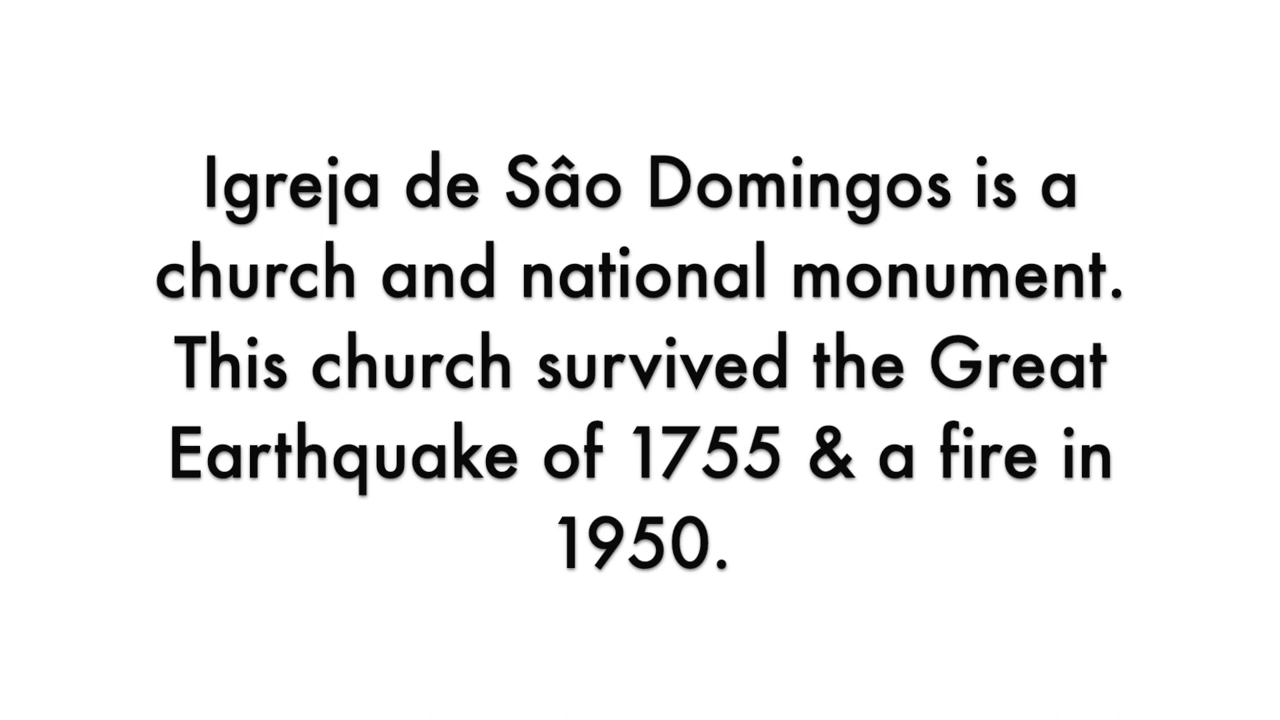 Igreja de Sâo Domingos is a
church and national monument.
This church survived the Great
Earthquake of 1755 & a fire in
1950.